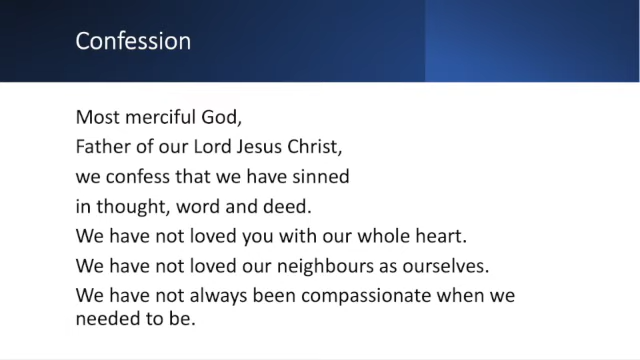 Confession
Most merciful God,
Father of our Lord Jesus Christ,
we confess that we have sinned
in thought, word and deed.
We have not loved you with our whole heart.
We have not loved our neighbours as ourselves.
We have not always been compassionate when we
needed to be.